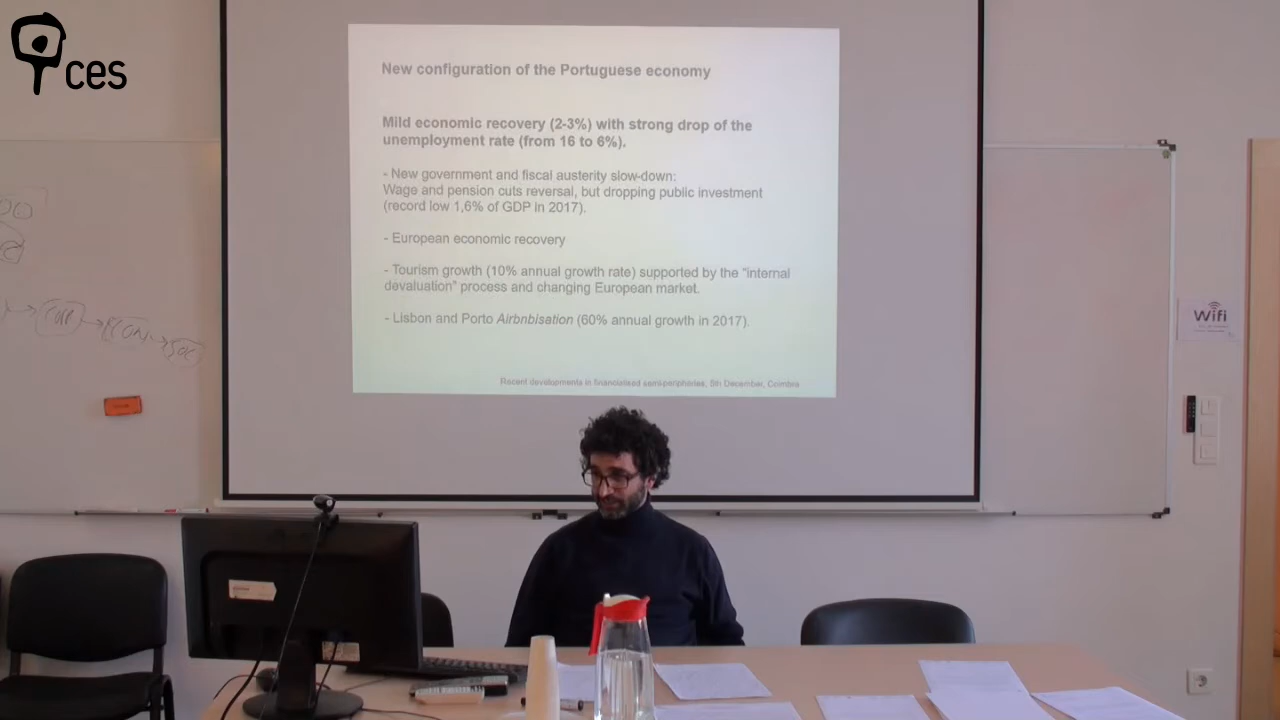 ces
New configuration of the Portuguese economy
Mild economic recovery (2-3%) with strong drop of the
unemployment rate (from 16 to 6%).
- New government and fiscal austerity slow-down:
Wage and pension cuts reversal, but dropping public investment
(record low 1,6% of GDP in 2017).
- European economic recovery
- Tourism growth (10% annual growth rate) supported by the "internal
devaluation" process and changing European market.
- Lisbon and Porto Airbnbisation (60% annual growth in 2017).
Recent developments in financialised semi-peripheries, 5th December, Coimbra
Wifi